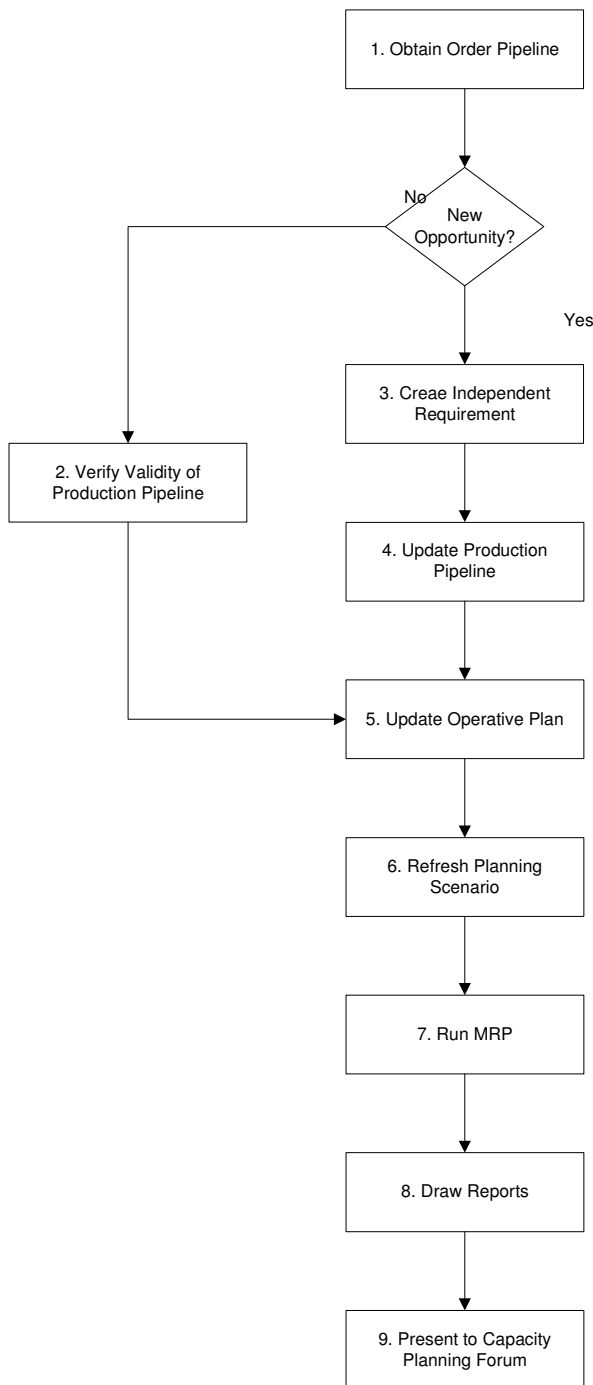 1. Obtain Order Pipeline
No
New
Opportunity?
Yes
3. Creae Independent
Requirement
2. Verify Validity of
Production Pipeline
4. Update Production
Pipeline
5. Update Operative Plan
6. Refresh Planning
Scenario
7. Run MRP
8. Draw Reports
9. Present to Capacity
Planning Forum